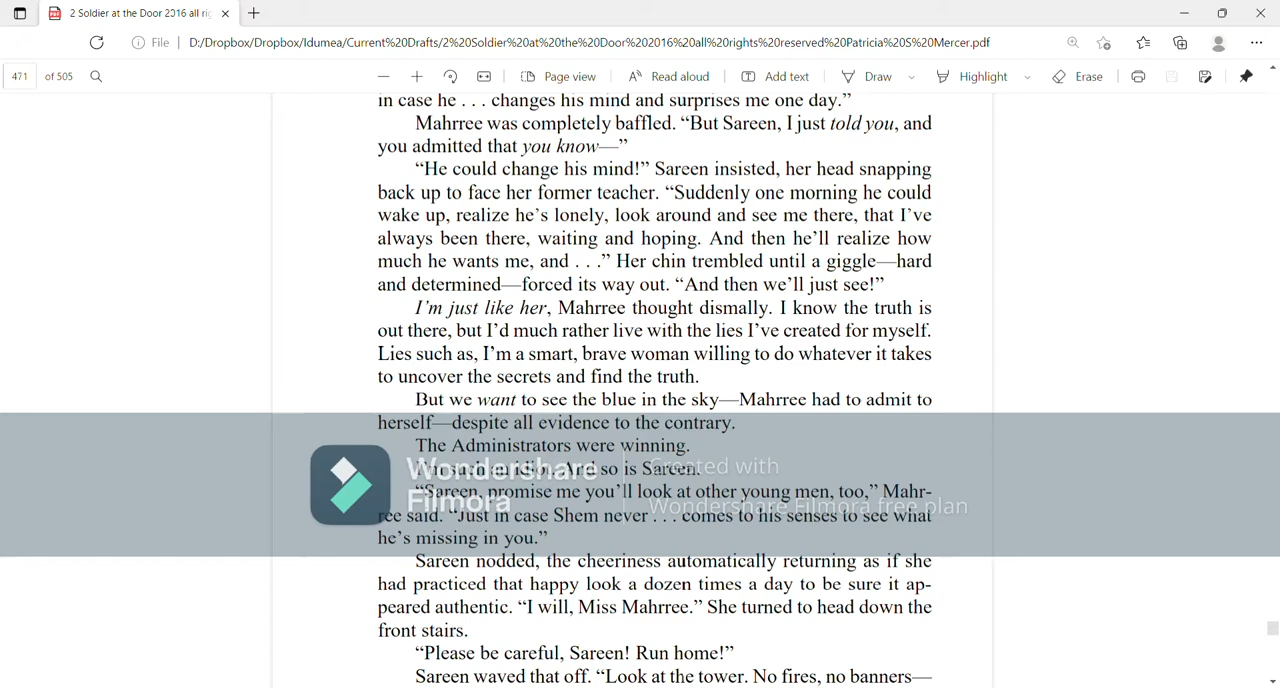 2 Soldier at the Door 2016 all ri
File D:/Dropbox/Dropbox/Idumea/Current%20Drafts/2%20Soldier%20at%20the%20Door%202016%20all%20rights%20reserved%20Patricia%20S%20Mercer.pdf
471 of 505 Page view Read aloud Add text Draw Highlight Erase
in case he . . . changes his mind and surprises me one day.”
Mahrree was completely baffled. “But Sareen, I just told you, and
you admitted that you know—”
“He could change his mind!” Sareen insisted, her head snapping
back up to face her former teacher. “Suddenly one morning he could
wake up, realize he’s lonely, look around and see me there, that I’ve
always been there, waiting and hoping. And then he’ll realize how
much he wants me, and . . .” Her chin trembled until a giggle—hard
and determined—forced its way out. “And then we’ll just see!”
I’m just like her, Mahrree thought dismally. I know the truth is
out there, but I’d much rather live with the lies I’ve created for myself.
Lies such as, I’m a smart, brave woman willing to do whatever it takes
to uncover the secrets and find the truth.
But we want to see the blue in the sky—Mahrree had to admit to
herself—despite all evidence to the contrary.
The Administrators were winning.
I’m such an idiot. And so is Sareen.
“Sareen, promise me you’ll look at other young men, too,” Mahr-
ree said. “Just in case Shem never . . . comes to his senses to see what
he’s missing in you.”
Wondershare
Filmora
Created with
Wondershare Filmora free plan
Sareen nodded, the cheeriness automatically returning as if she
had practiced that happy look a dozen times a day to be sure it ap-
peared authentic. “I will, Miss Mahrree.” She turned to head down the
front stairs.
“Please be careful, Sareen! Run home!”
Sareen waved that off. “Look at the tower. No fires, no banners—